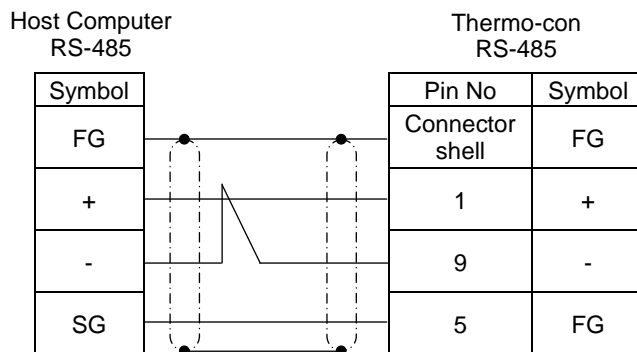 Host Computer
RS-485
Thermo-con
RS-485
Symbol
Pin No Symbol
FG
Connector
shell
FG
+
1 +
-
9 -
SG
5 FG